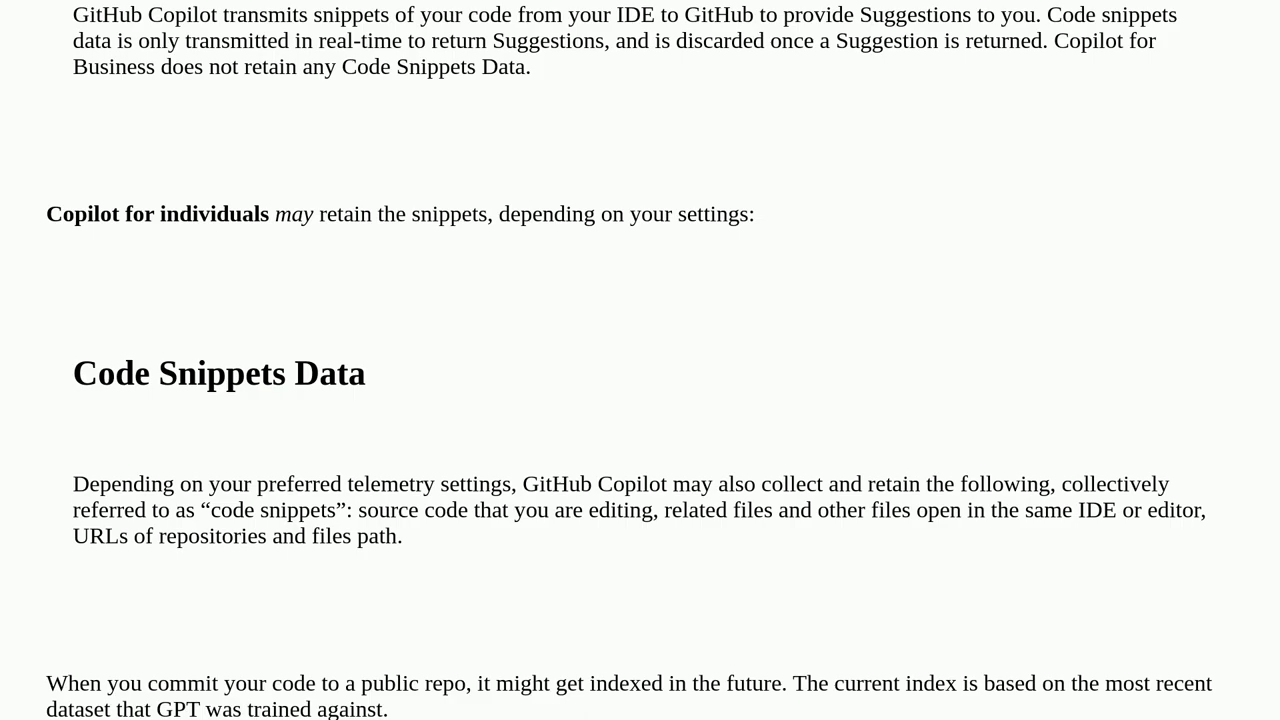 GitHub Copilot transmits snippets of your code from your IDE to GitHub to provide Suggestions to you. Code snippets
data is only transmitted in real-time to return Suggestions, and is discarded once a Suggestion is returned. Copilot for
Business does not retain any Code Snippets Data.
Copilot for individuals may retain the snippets, depending on your settings:
Code Snippets Data
Depending on your preferred telemetry settings, GitHub Copilot may also collect and retain the following, collectively
referred to as “code snippets”: source code that you are editing, related files and other files open in the same IDE or editor,
URLs of repositories and files path.
When you commit your code to a public repo, it might get indexed in the future. The current index is based on the most recent
dataset that GPT was trained against.